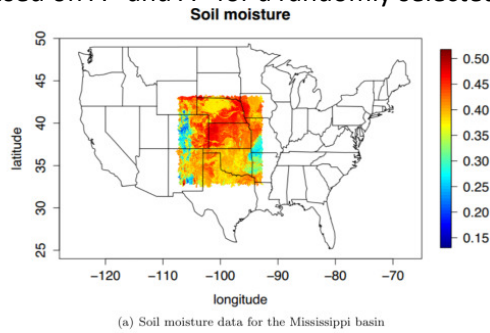 Soil moisture
50
45
40
35
30
25
latitude
−120 −110 −100 −90 −80 −70
longitude
0.50
0.45
0.40
0.35
0.30
0.25
0.20
0.15
(a) Soil moisture data for the Mississippi basin